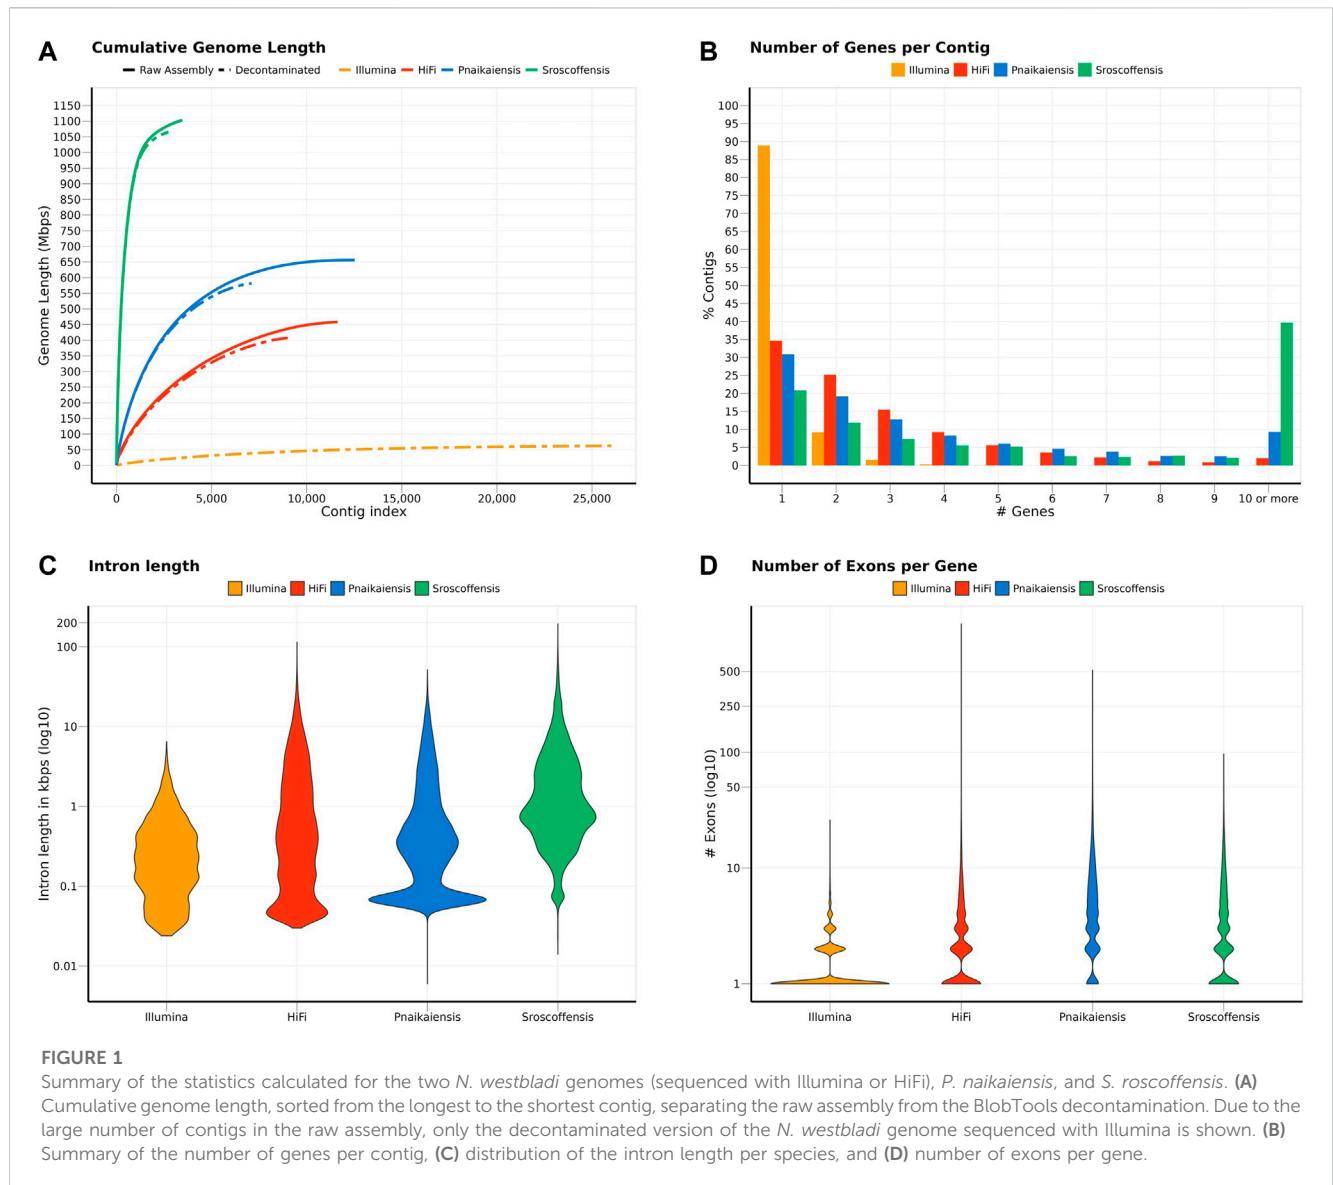 A Cumulative Genome Length
Raw Assembly Decontaminated Illumina HiFi Pnaikaiensis Sroscoffensis
Genome Length (Mbps)
1150
1100
1050
1000
950
900
850
800
750
700
650
600
550
500
450
400
350
300
250
200
150
100
50
0
0 5,000 10,000 15,000 20,000 25,000
Contig index
B Number of Genes per Contig
Illumina HiFi Pnaikaiensis Sroscoffensis
% Contigs
100
95
90
85
80
75
70
65
60
55
50
45
40
35
30
25
20
15
10
5
0
1 2 3 4 5 6 7 8 9 10 or more
# Genes
C Intron length
Illumina HiFi Pnaikaiensis Sroscoffensis
Intron length in kbps (log10)
200
100
10
1
0.1
0.01
Illumina HiFi Pnaikaiensis Sroscoffensis
D Number of Exons per Gene
Illumina HiFi Pnaikaiensis Sroscoffensis
# Exons (log10)
500
250
100
50
10
1
Illumina HiFi Pnaikaiensis Sroscoffensis
FIGURE 1
Summary of the statistics calculated for the two N. westbladi genomes (sequenced with Illumina or HiFi), P. naikaiensis, and S. roscoffensis. (A)
Cumulative genome length, sorted from the longest to the shortest contig, separating the raw assembly from the BlobTools decontamination. Due to the
large number of contigs in the raw assembly, only the decontaminated version of the N. westbladi genome sequenced with Illumina is shown. (B)
Summary of the number of genes per contig, (C) distribution of the intron length per species, and (D) number of exons per gene.